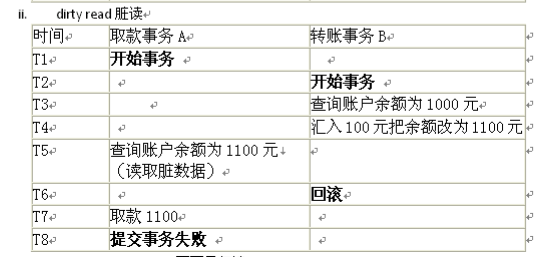 ii. dirty read 脏读
时间 取款事务 A 转账事务 B
T1 开始事务
T2 开始事务
T3 查询账户余额为 1000 元
T4 汇入 100 元把余额改为 1100 元
T5 查询账户余额为 1100 元
（读取脏数据）
T6 回滚
T7 取款 1100
T8 提交事务失败